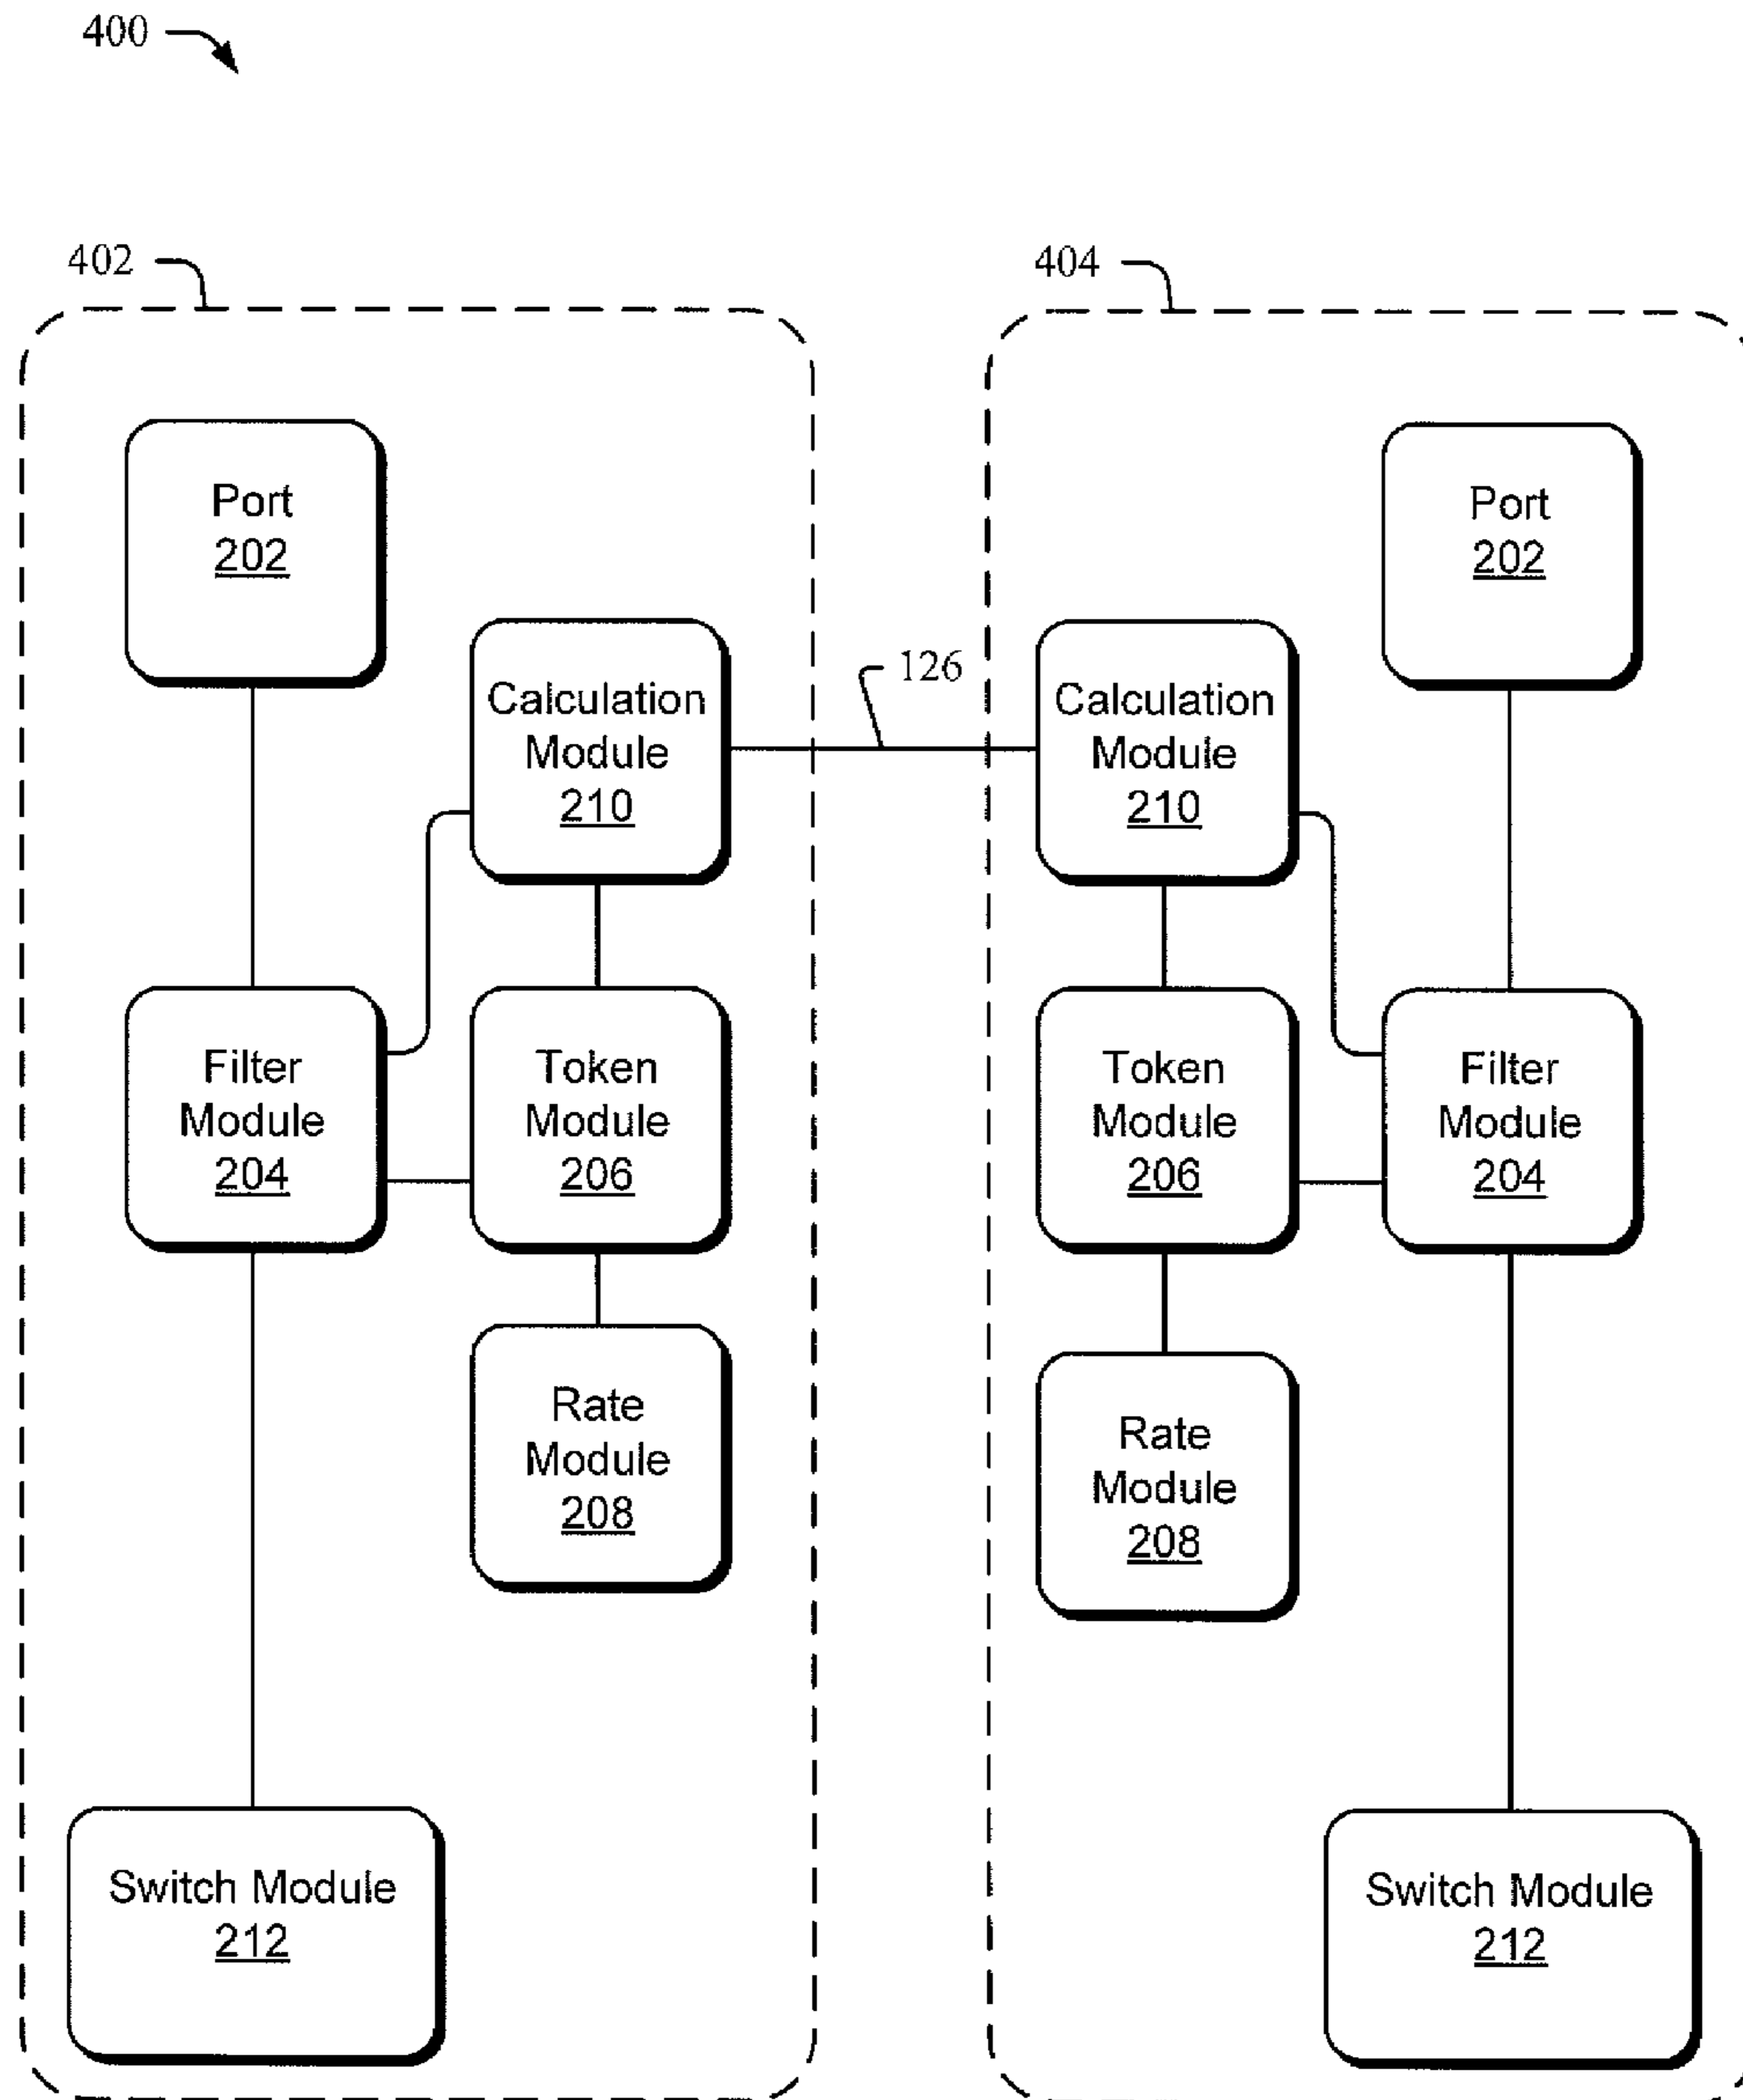 400
402
404
Port
202
Port
202
Calculation
Module
210
126
Calculation
Module
210
Filter
Module
204
Token
Module
206
Token
Module
206
Filter
Module
204
Rate
Module
208
Rate
Module
208
Switch Module
212
Switch Module
212